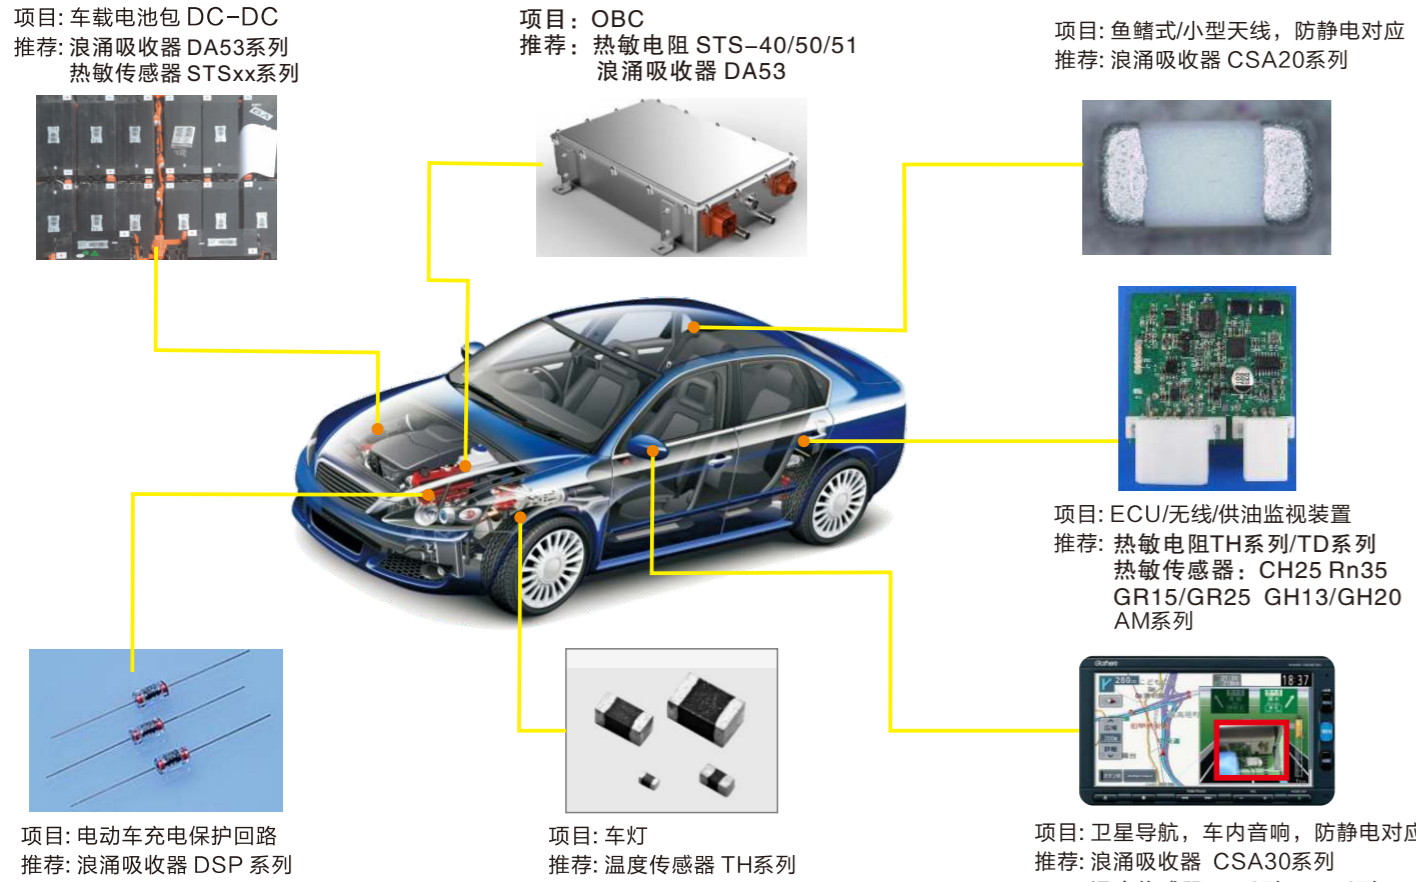 项目: 车载电池包 DC-DC
推荐: 浪涌吸收器 DA53系列
热敏传感器 STSxx系列
项目：OBC
推荐：热敏电阻 STS-40/50/51
浪涌吸收器 DA53
项目: 鱼鳍式/小型天线，防静电对应
推荐: 浪涌吸收器 CSA20系列
项目: ECU/无线/供油监视装置
推荐: 热敏电阻TH系列/TD系列
热敏传感器：CH25 Rn35
GR15/GR25 GH13/GH20
AM系列
Gathers
280m
18:37
项目: 电动车充电保护回路
推荐: 浪涌吸收器 DSP 系列
项目: 车灯
推荐: 温度传感器 TH系列
项目: 卫星导航，车内音响，防静电对应
推荐: 浪涌吸收器 CSA30系列